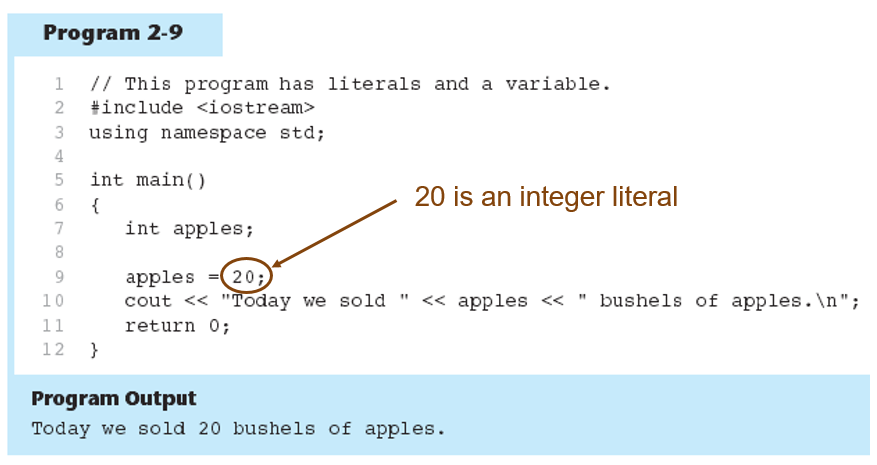 Program 2-9
1 // This program has literals and a variable.
2 #include <iostream>
3 using namespace std;
4
5 int main()
6 {
7 int apples;
8
9 apples = 20;
10 cout << "Today we sold " << apples << " bushels of apples.\n";
11 return 0;
12 }
20 is an integer literal
Program Output
Today we sold 20 bushels of apples.